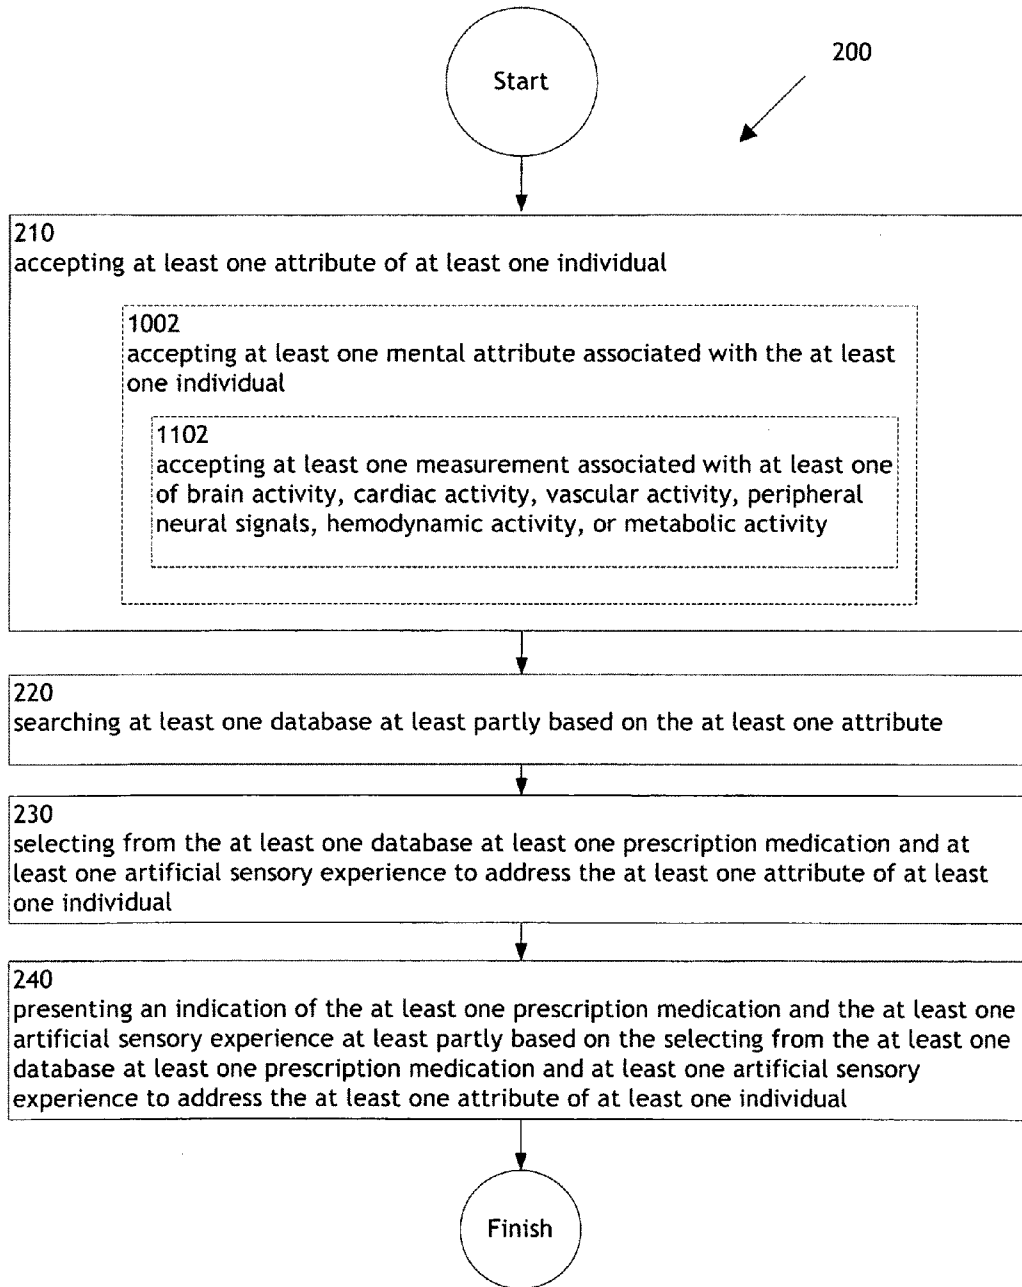 Start
200
210
accepting at least one attribute of at least one individual
1002
accepting at least one mental attribute associated with the at least
one individual
1102
accepting at least one measurement associated with at least one
of brain activity, cardiac activity, vascular activity, peripheral
neural signals, hemodynamic activity, or metabolic activity
220
searching at least one database at least partly based on the at least one attribute
230
selecting from the at least one database at least one prescription medication and at
least one artificial sensory experience to address the at least one attribute of at least
one individual
240
presenting an indication of the at least one prescription medication and the at least one
artificial sensory experience at least partly based on the selecting from the at least one
database at least one prescription medication and at least one artificial sensory
experience to address the at least one attribute of at least one individual
Finish